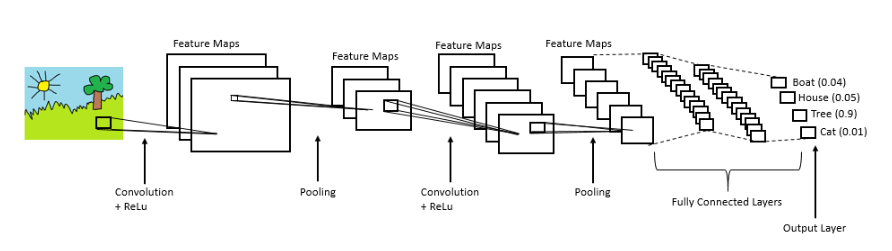 Feature Maps
Feature Maps
Feature Maps
Feature Maps
Boat (0.04)
House (0.05)
Tree (0.9)
Cat (0.01)
Convolution
+ ReLu
Pooling
Convolution
+ ReLu
Pooling
Fully Connected Layers
Output Layer